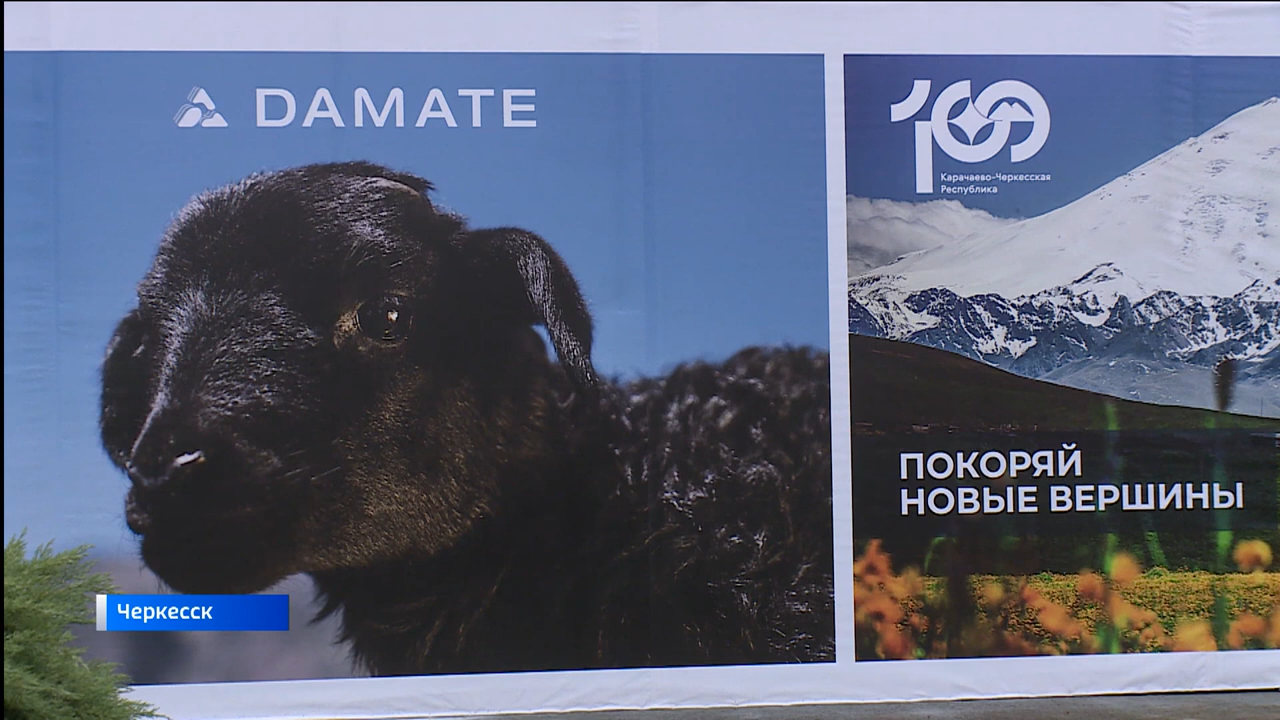 DAMATE
100
Карачаево-Черкесская
Республика
ПОКОРЯЙ
НОВЫЕ ВЕРШИНЫ
Черкесск